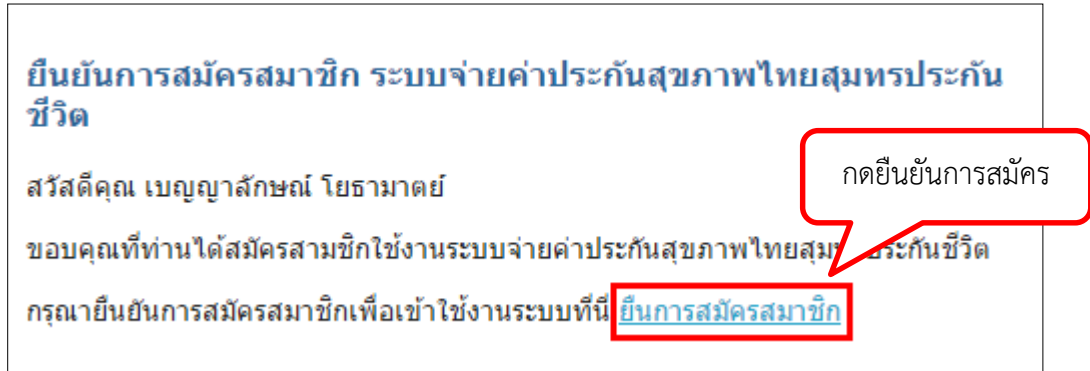 ยืนยันการสมัครสมาชิก ระบบจ่ายค่าประกันสุขภาพไทยสมุทรประกัน
ชีวิต
กดยืนยันการสมัคร
สวัสดีคุณ เบญญาลักษณ์ โยธามาตย์
ขอบคุณที่ท่านได้สมัครสามชิกใช้งานระบบจ่ายค่าประกันสุขภาพไทยสุมทรประกันชีวิต
กรุณายืนยันการสมัครสมาชิกเพื่อเข้าใช้งานระบบที่นี่ ยืนการสมัครสมาชิก